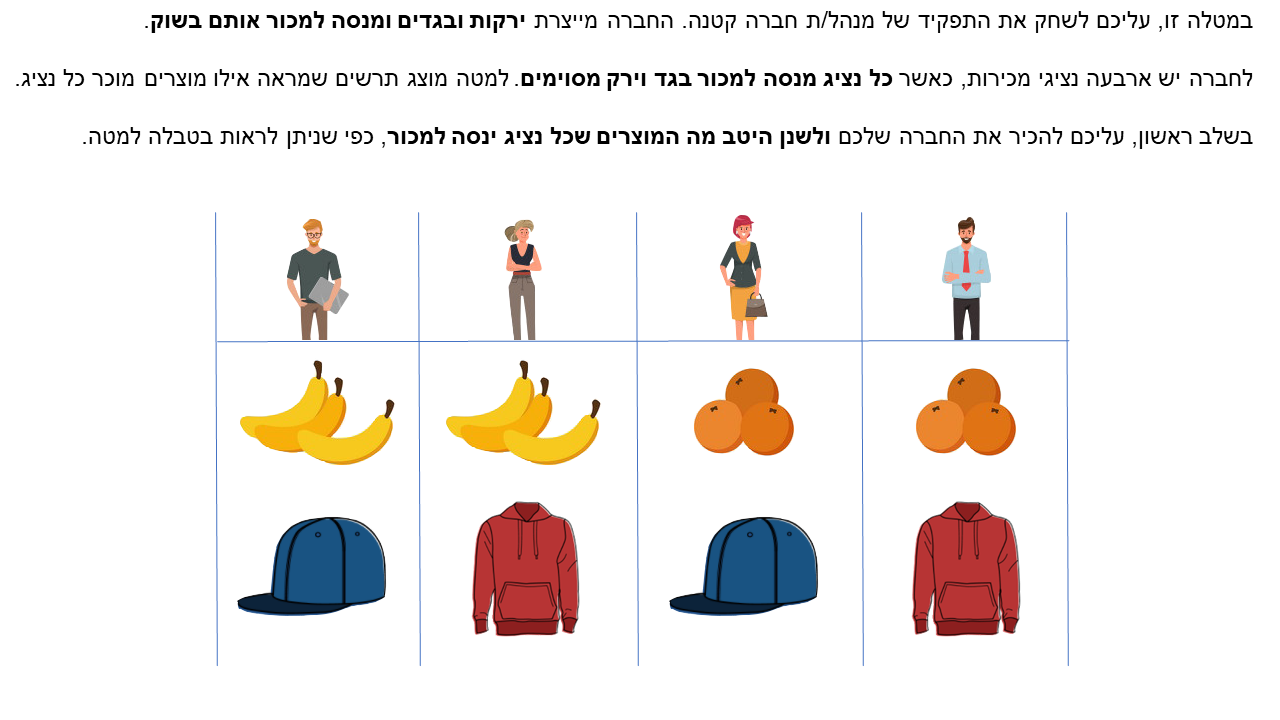 במטלה זו, עליכם לשחק את התפקיד של מנהל/ת חברה קטנה. החברה מייצרת ירקות ובגדים ומנסה למכור אותם בשוק.
לחברה יש ארבעה נציגי מכירות, כאשר כל נציג מנסה למכור בגד וירק מסוימים. למטה מוצג תרשים שמראה אילו מוצרים מוכר כל נציג.
בשלב ראשון, עליכם להכיר את החברה שלכם ולשנן היטב מה המוצרים שכל נציג ינסה למכור, כפי שניתן לראות בטבלה למטה.